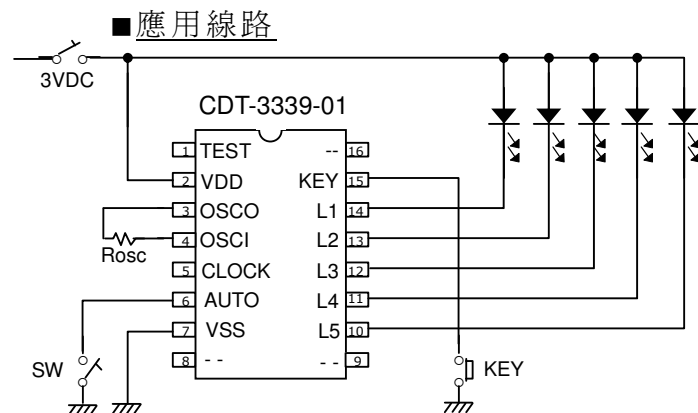 ■應用線路
3VDC
CDT-3339-01
1 TEST -- 16
2 VDD KEY 15
3 OSCO L1 14
4 OSCI L2 13
Rosc
5 CLOCK L3 12
6 AUTO L4 11
7 VSS L5 10
8 -- -- 9
SW
KEY